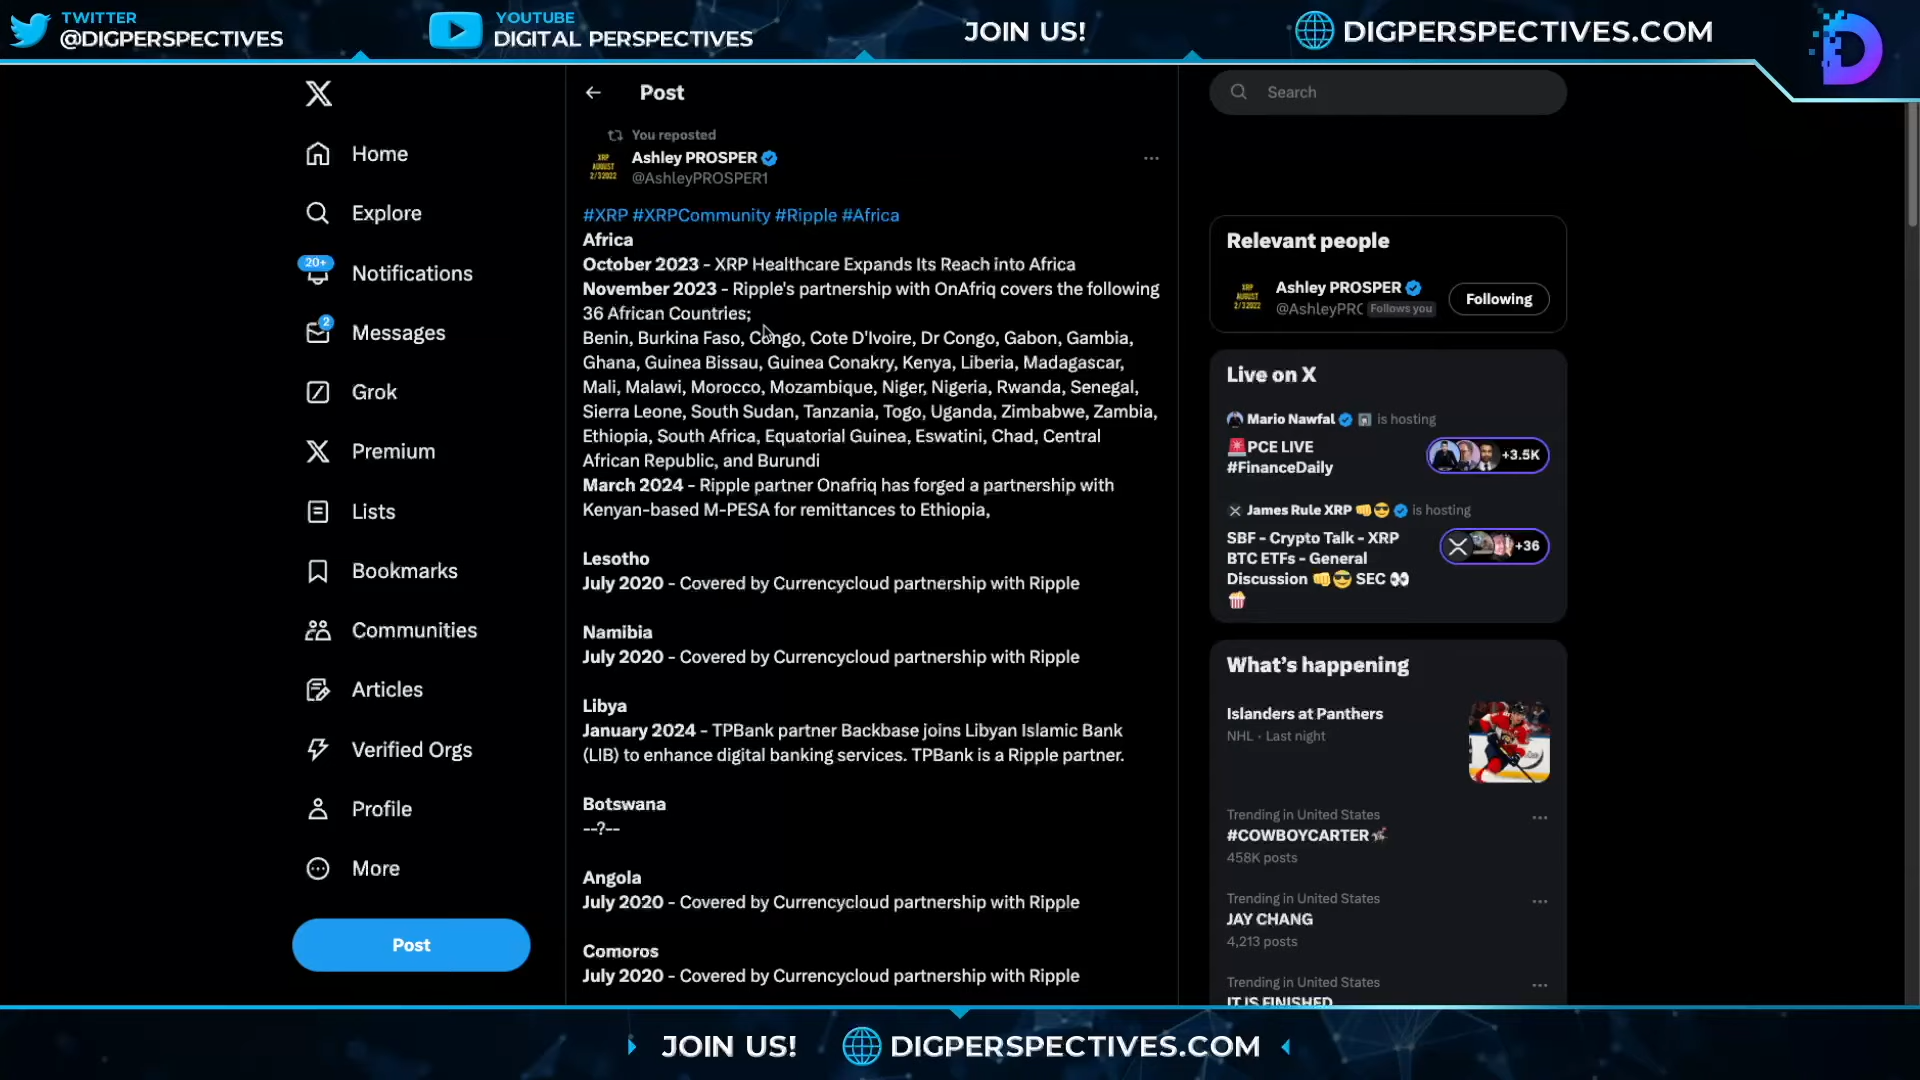 TWITTER
@DIGPERSPECTIVES
YOUTUBE
DIGITAL PERSPECTIVES
JOIN US!
DIGPERSPECTIVES.COM
Home
Explore
20+
Notifications
2
Messages
Grok
Premium
Lists
Bookmarks
Communities
Articles
Verified Orgs
Profile
More
Post
Post
You reposted
XRP
AUGUST
2/32022
Ashley PROSPER
@AshleyPROSPER1
#XRP #XRPCommunity #Ripple #Africa
Africa
October 2023 - XRP Healthcare Expands Its Reach into Africa
November 2023 - Ripple's partnership with OnAfriq covers the following
36 African Countries;
Benin, Burkina Faso, Congo, Cote D'Ivoire, Dr Congo, Gabon, Gambia,
Ghana, Guinea Bissau, Guinea Conakry, Kenya, Liberia, Madagascar,
Mali, Malawi, Morocco, Mozambique, Niger, Nigeria, Rwanda, Senegal,
Sierra Leone, South Sudan, Tanzania, Togo, Uganda, Zimbabwe, Zambia,
Ethiopia, South Africa, Equatorial Guinea, Eswatini, Chad, Central
African Republic, and Burundi
March 2024 - Ripple partner Onafriq has forged a partnership with
Kenyan-based M-PESA for remittances to Ethiopia,
Lesotho
July 2020 - Covered by Currencycloud partnership with Ripple
Namibia
July 2020 - Covered by Currencycloud partnership with Ripple
Libya
January 2024 - TPBank partner Backbase joins Libyan Islamic Bank
(LIB) to enhance digital banking services. TPBank is a Ripple partner.
Botswana
--?--
Angola
July 2020 - Covered by Currencycloud partnership with Ripple
Comoros
July 2020 - Covered by Currencycloud partnership with Ripple
Search
Relevant people
Ashley PROSPER
@AshleyPRC Follows you
Following
Live on X
Mario Nawfal is hosting
🚨PCE LIVE
#FinanceDaily
+3.5K
James Rule XRP 👊😎 is hosting
SBF - Crypto Talk - XRP
BTC ETFs - General
Discussion 👊😎 SEC 👀
🍿
+36
What's happening
Islanders at Panthers
NHL · Last night
Trending in United States
#COWBOYCARTER
458K posts
Trending in United States
JAY CHANG
4,213 posts
Trending in United States
IT IS FINISHED
JOIN US!
DIGPERSPECTIVES.COM